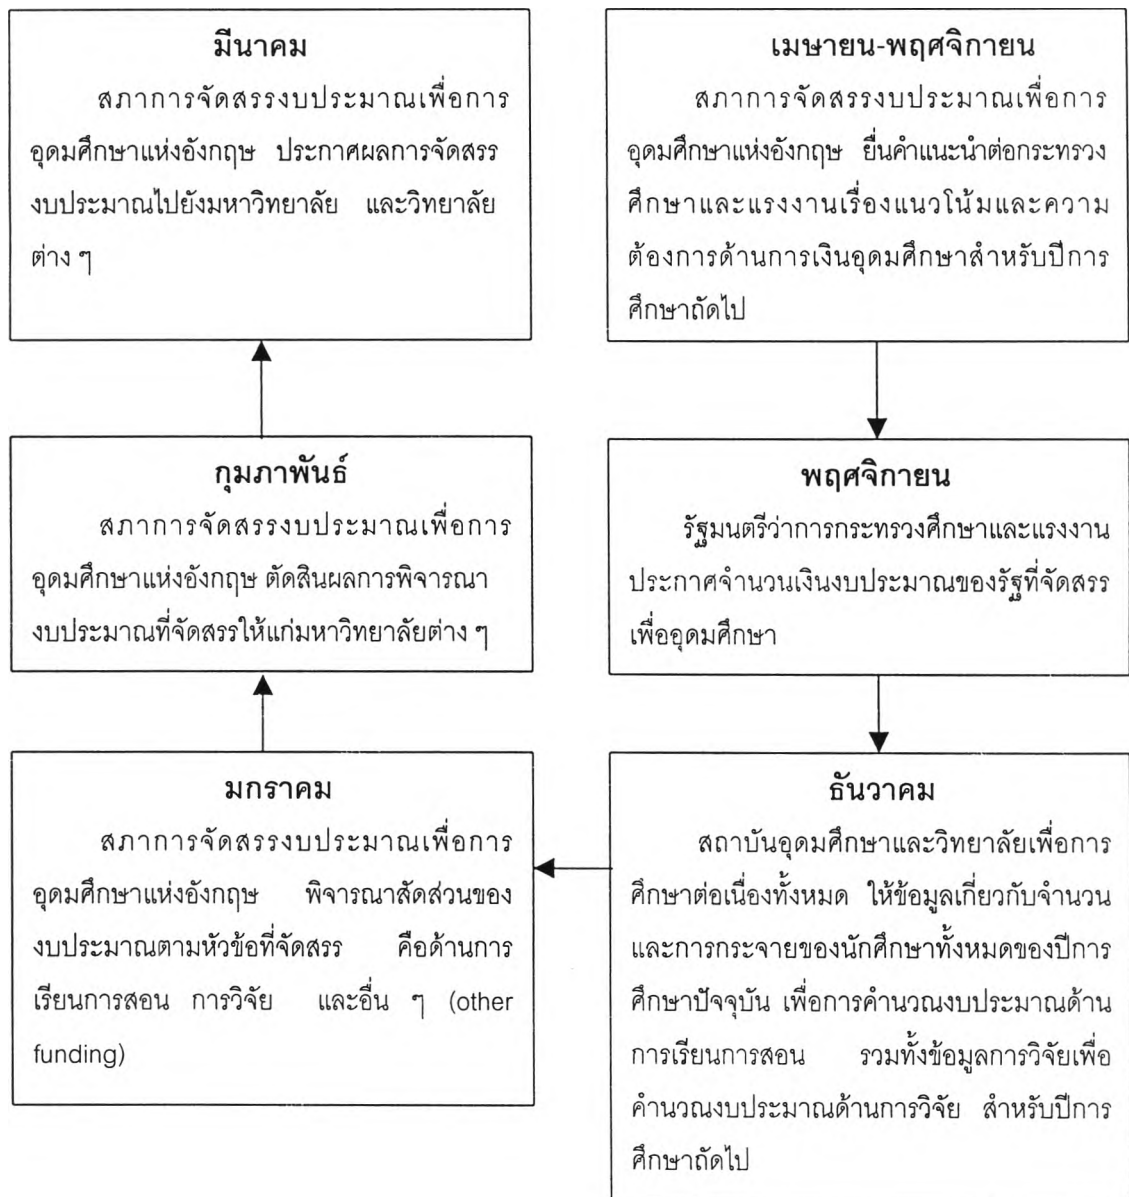 มีนาคม
สภาการจัดสรรงบประมาณเพื่อการ
อุดมศึกษาแห่งอังกฤษ ประกาศผลการจัดสรร
งบประมาณไปยังมหาวิทยาลัย และวิทยาลัย
ต่าง ๆ
เมษายน-พฤศจิกายน
สภาการจัดสรรงบประมาณเพื่อการ
อุดมศึกษาแห่งอังกฤษ ยื่นคำแนะนำต่อกระทรวง
ศึกษาและแรงงานเรื่องแนวโน้มและความ
ต้องการด้านการเงินอุดมศึกษาสำหรับปีการ
ศึกษาถัดไป
กุมภาพันธ์
สภาการจัดสรรงบประมาณเพื่อการ
อุดมศึกษาแห่งอังกฤษ ตัดสินผลการพิจารณา
งบประมาณที่จัดสรรให้แก่มหาวิทยาลัยต่าง ๆ
พฤศจิกายน
รัฐมนตรีว่าการกระทรวงศึกษาและแรงงาน
ประกาศจำนวนเงินงบประมาณของรัฐที่จัดสรร
เพื่ออุดมศึกษา
มกราคม
สภาการจัดสรรงบประมาณเพื่อการ
อุดมศึกษาแห่งอังกฤษ พิจารณาสัดส่วนของ
งบประมาณตามหัวข้อที่จัดสรร คือด้านการ
เรียนการสอน การวิจัย และอื่น ๆ (other
funding)
ธันวาคม
สถาบันอุดมศึกษาและวิทยาลัยเพื่อการ
ศึกษาต่อเนื่องทั้งหมด ให้ข้อมูลเกี่ยวกับจำนวน
และการกระจายของนักศึกษาทั้งหมดของปีการ
ศึกษาปัจจุบัน เพื่อการคำนวณงบประมาณด้าน
การเรียนการสอน รวมทั้งข้อมูลการวิจัยเพื่อ
คำนวณงบประมาณด้านการวิจัย สำหรับปีการ
ศึกษาถัดไป